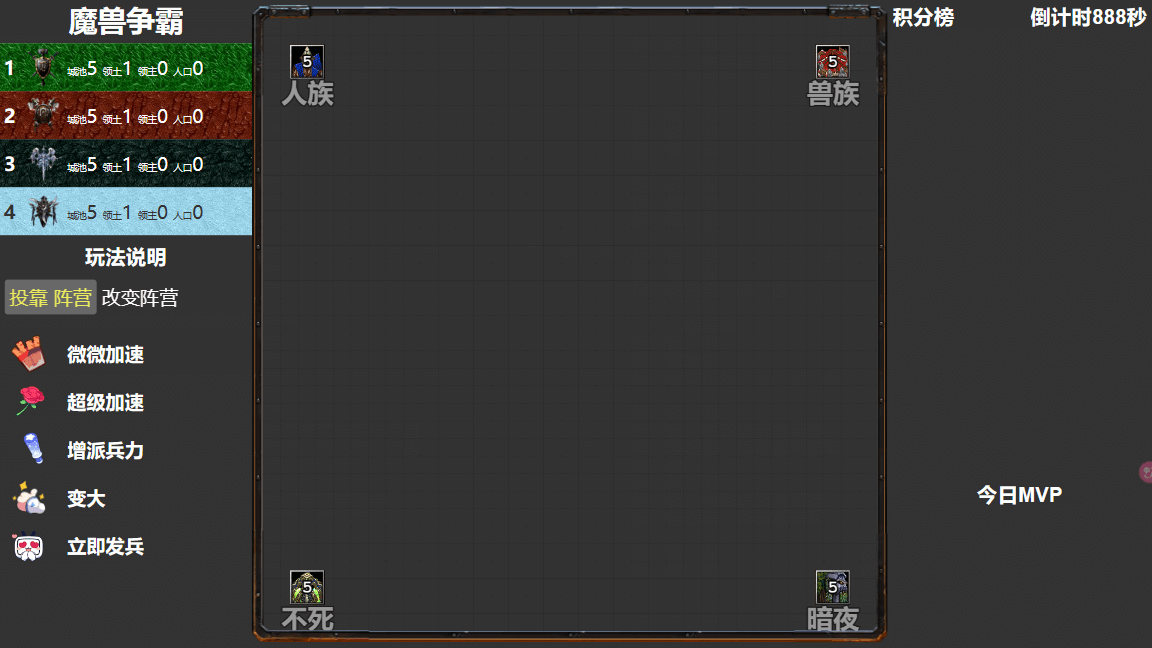 魔兽争霸
1 城池5 领土1 领主0 人口0
2 城池5 领土1 领主0 人口0
3 城池5 领土1 领主0 人口0
4 城池5 领土1 领主0 人口0
玩法说明
投靠 阵营 改变阵营
微微加速
超级加速
增派兵力
变大
立即发兵
5
人族
5
兽族
5
不死
5
暗夜
积分榜
倒计时888秒
今日MVP